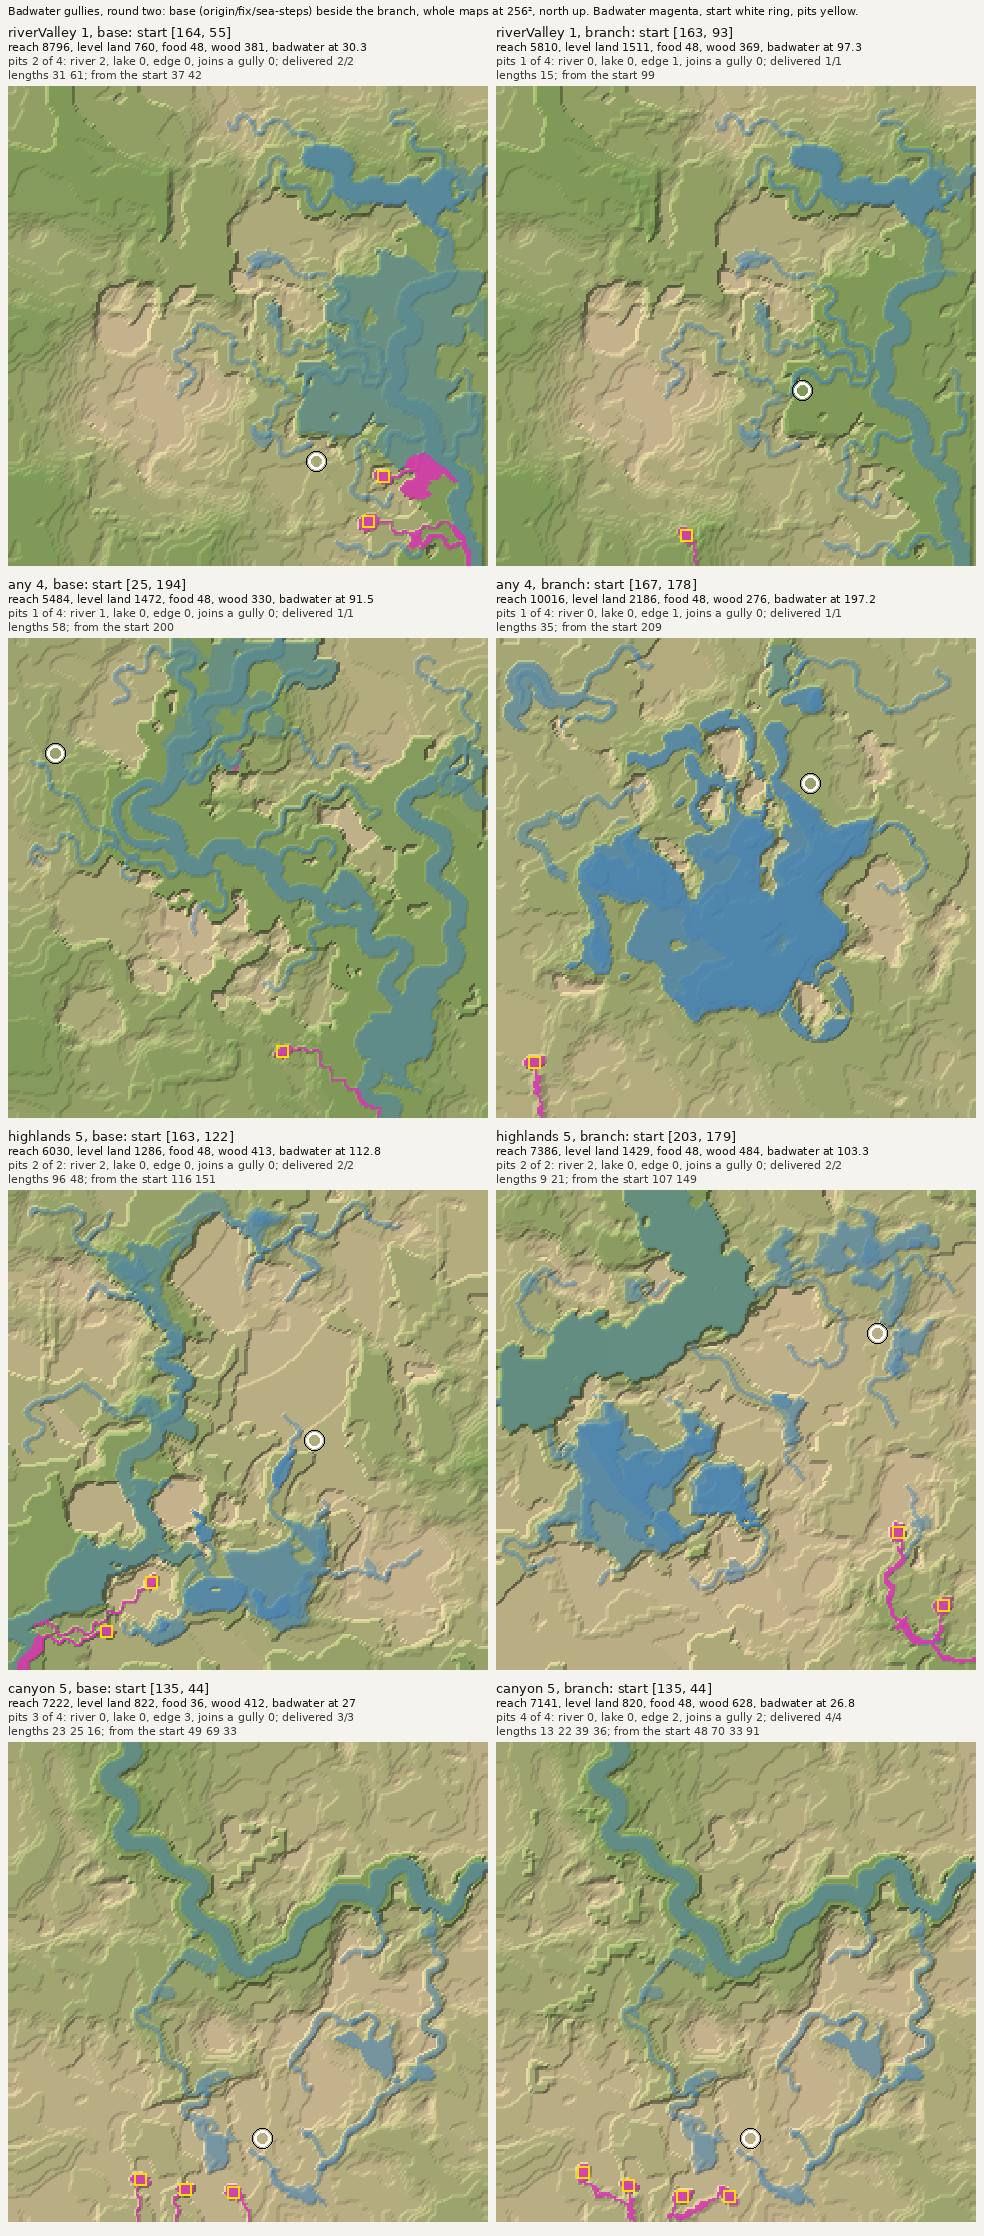 Badwater gullies, round two: base (origin/fix/sea-steps) beside the branch, whole maps at 256², north up. Badwater magenta, start white ring, pits yellow.
riverValley 1, base: start [164, 55]
reach 8796, level land 760, food 48, wood 381, badwater at 30.3
pits 2 of 4: river 2, lake 0, edge 0, joins a gully 0; delivered 2/2
lengths 31 61; from the start 37 42
riverValley 1, branch: start [163, 93]
reach 5810, level land 1511, food 48, wood 369, badwater at 97.3
pits 1 of 4: river 0, lake 0, edge 1, joins a gully 0; delivered 1/1
lengths 15; from the start 99
any 4, base: start [25, 194]
reach 5484, level land 1472, food 48, wood 330, badwater at 91.5
pits 1 of 4: river 1, lake 0, edge 0, joins a gully 0; delivered 1/1
lengths 58; from the start 200
any 4, branch: start [167, 178]
reach 10016, level land 2186, food 48, wood 276, badwater at 197.2
pits 1 of 4: river 0, lake 0, edge 1, joins a gully 0; delivered 1/1
lengths 35; from the start 209
highlands 5, base: start [163, 122]
reach 6030, level land 1286, food 48, wood 413, badwater at 112.8
pits 2 of 2: river 2, lake 0, edge 0, joins a gully 0; delivered 2/2
lengths 96 48; from the start 116 151
highlands 5, branch: start [203, 179]
reach 7386, level land 1429, food 48, wood 484, badwater at 103.3
pits 2 of 2: river 2, lake 0, edge 0, joins a gully 0; delivered 2/2
lengths 9 21; from the start 107 149
canyon 5, base: start [135, 44]
reach 7222, level land 822, food 36, wood 412, badwater at 27
pits 3 of 4: river 0, lake 0, edge 3, joins a gully 0; delivered 3/3
lengths 23 25 16; from the start 49 69 33
canyon 5, branch: start [135, 44]
reach 7141, level land 820, food 48, wood 628, badwater at 26.8
pits 4 of 4: river 0, lake 0, edge 2, joins a gully 2; delivered 4/4
lengths 13 22 39 36; from the start 48 70 33 91